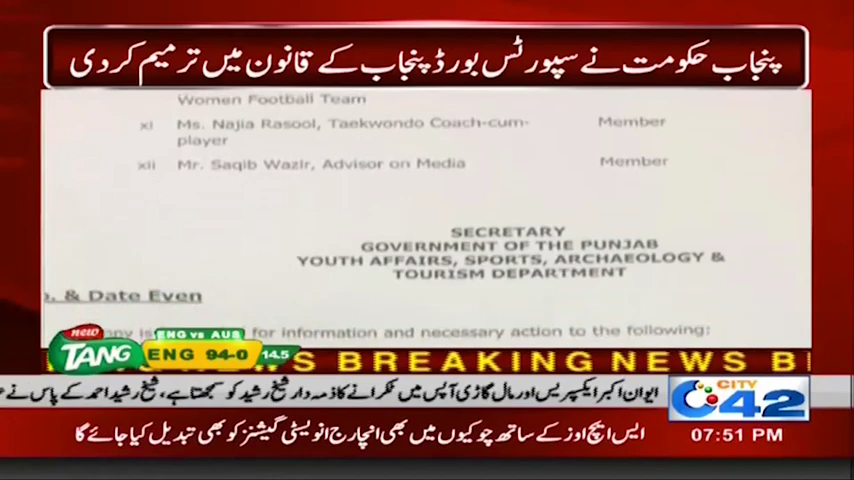 پنجاب حکومت نے سپورٹس بورڈ پنجاب کے قانون میں ترمیم کر دی
Women Football Team
xi Ms. Najia Rasool, Taekwondo Coach-cum-player Member
xii Mr. Saqib Wazir, Advisor on Media Member
SECRETARY
GOVERNMENT OF THE PUNJAB
YOUTH AFFAIRS, SPORTS, ARCHAEOLOGY &
TOURISM DEPARTMENT
. & Date Even
is for information and necessary action to the following:
new
TANG
ENG vs AUS
ENG 94-0 14.5
WS BREAKING NEWS B
ایوان اکبر ایکسپریس اور مال گاڑی آپس میں ٹکرانے کا ذمہ دار شیخ رشید کو سمجھتا ہے، شیخ رشید احمد کے پاس نے
CITY
42
ایس ایچ اوز کے ساتھ چوکیوں میں بھی انچارج انویسٹی گیشنز کو بھی تبدیل کیا جائے گا
07:51 PM